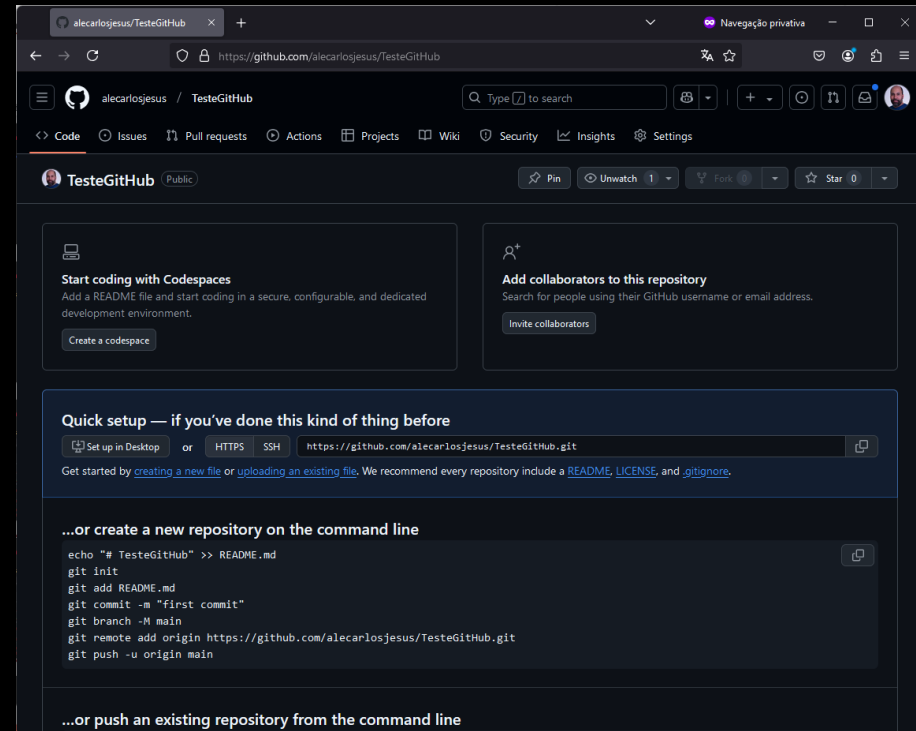 alecarlosjesus/TesteGitHub
Navegação privativa
https://github.com/alecarlosjesus/TesteGitHub
alecarlosjesus / TesteGitHub
Type / to search
Code Issues Pull requests Actions Projects Wiki Security Insights Settings
TesteGitHub Public
Pin Unwatch 1 Fork 0 Star 0
Start coding with Codespaces
Add a README file and start coding in a secure, configurable, and dedicated
development environment.
Create a codespace
Add collaborators to this repository
Search for people using their GitHub username or email address.
Invite collaborators
Quick setup — if you've done this kind of thing before
Set up in Desktop or HTTPS SSH https://github.com/alecarlosjesus/TesteGitHub.git
Get started by creating a new file or uploading an existing file. We recommend every repository include a README, LICENSE, and .gitignore.
...or create a new repository on the command line
echo "# TesteGitHub" >> README.md
git init
git add README.md
git commit -m "first commit"
git branch -M main
git remote add origin https://github.com/alecarlosjesus/TesteGitHub.git
git push -u origin main
...or push an existing repository from the command line